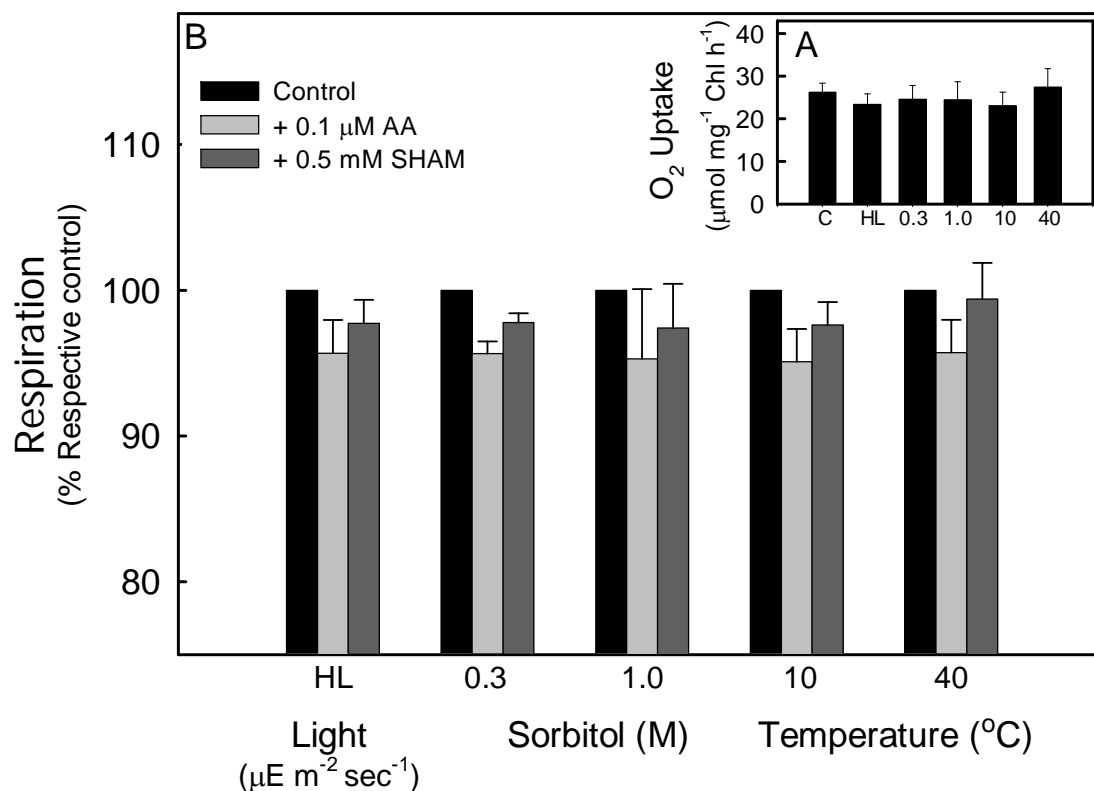 B
Control
+ 0.1 μM AA
+ 0.5 mM SHAM
A
O₂ Uptake
(μmol mg⁻¹ Chl h⁻¹)
40
30
20
10
0
C HL 0.3 1.0 10 40
Respiration
(% Respective control)
110
100
90
80
HL 0.3 1.0 10 40
Light Sorbitol (M) Temperature (°C)
(μE m⁻² sec⁻¹)